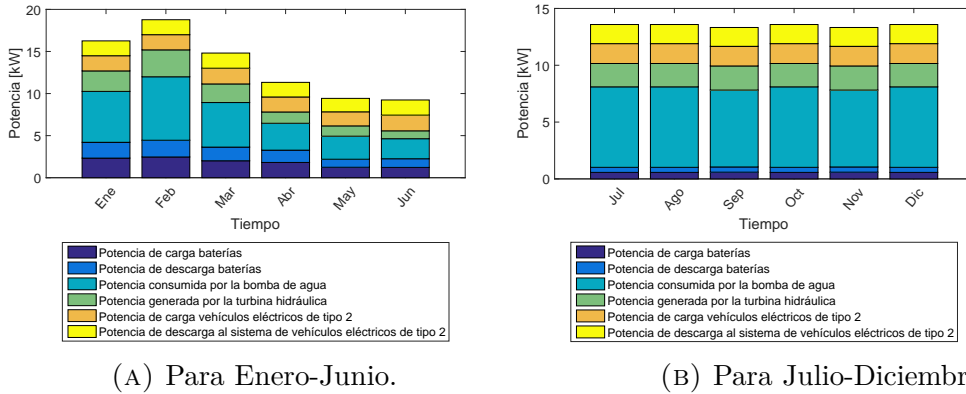 20
15
10
5
0
Potencia [kW]
Ene
Feb
Mar
Abr
May
Jun
Tiempo
Potencia de carga baterías
Potencia de descarga baterías
Potencia consumida por la bomba de agua
Potencia generada por la turbina hidráulica
Potencia de carga vehículos eléctricos de tipo 2
Potencia de descarga al sistema de vehículos eléctricos de tipo 2
(A) Para Enero-Junio.
15
10
5
0
Potencia [kW]
Jul
Ago
Sep
Oct
Nov
Dic
Tiempo
Potencia de carga baterías
Potencia de descarga baterías
Potencia consumida por la bomba de agua
Potencia generada por la turbina hidráulica
Potencia de carga vehículos eléctricos de tipo 2
Potencia de descarga al sistema de vehículos eléctricos de tipo 2
(B) Para Julio-Diciembr